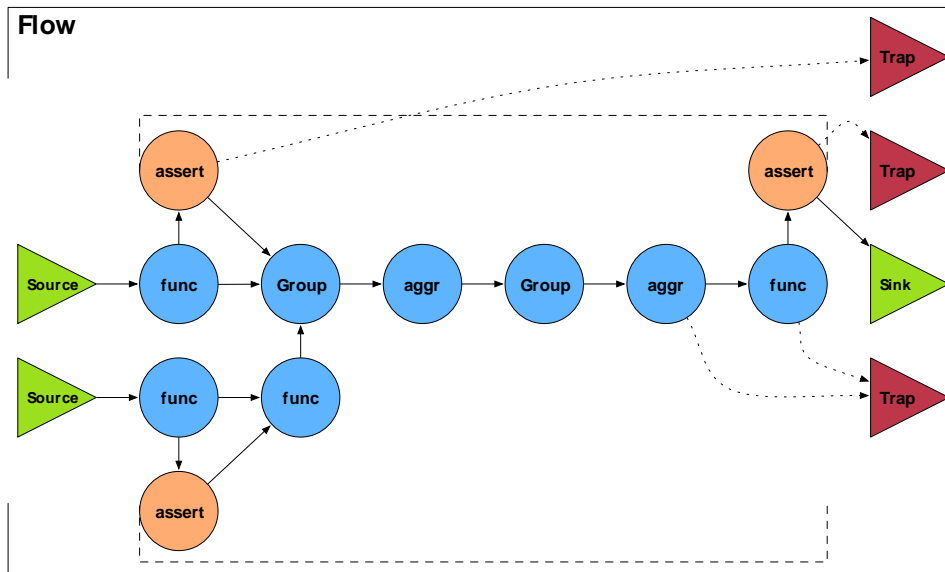 Flow
Trap
assert
assert
Trap
Source
func
Group
aggr
Group
aggr
func
Sink
Source
func
func
Trap
assert